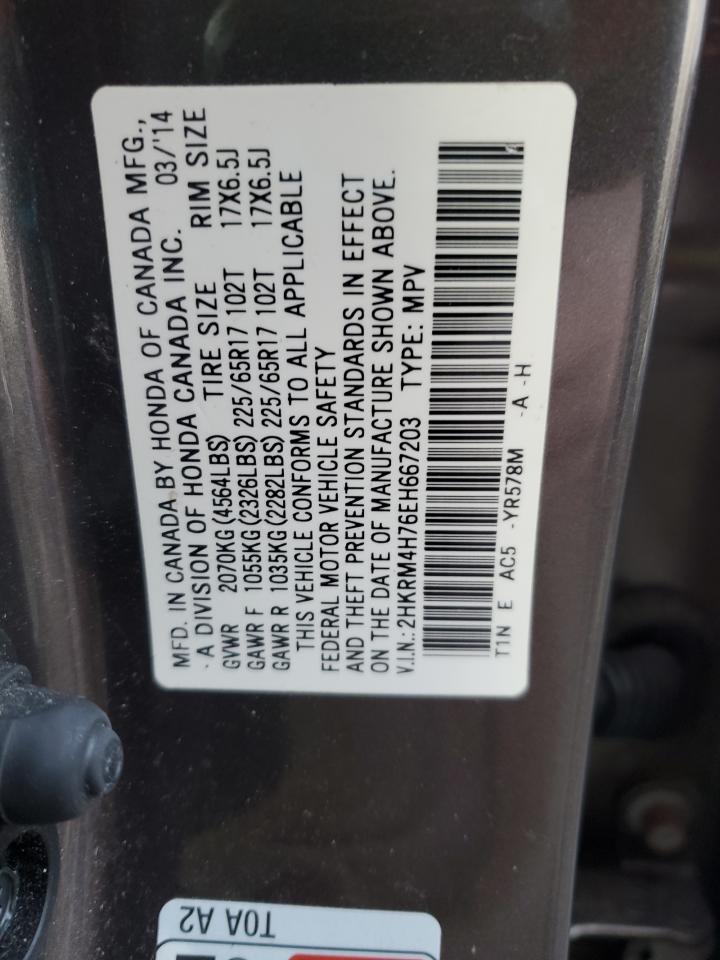 MFD. IN CANADA BY HONDA OF CANADA MFG.,
- A DIVISION OF HONDA CANADA INC. 03/'14
GVWR 2070KG(4564LBS) TIRE SIZE RIM SIZE
GAWR F 1055KG(2326LBS) 225/65R17 102T 17X6.5J
GAWR R 1035KG(2282LBS) 225/65R17 102T 17X6.5J
THIS VEHICLE CONFORMS TO ALL APPLICABLE
FEDERAL MOTOR VEHICLE SAFETY
AND THEFT PREVENTION STANDARDS IN EFFECT
ON THE DATE OF MANUFACTURE SHOWN ABOVE.
V.I.N.: 2HKRM4H76EH667203 TYPE: MPV
T1N E AC5 -YR578M -A -H
T0A A2